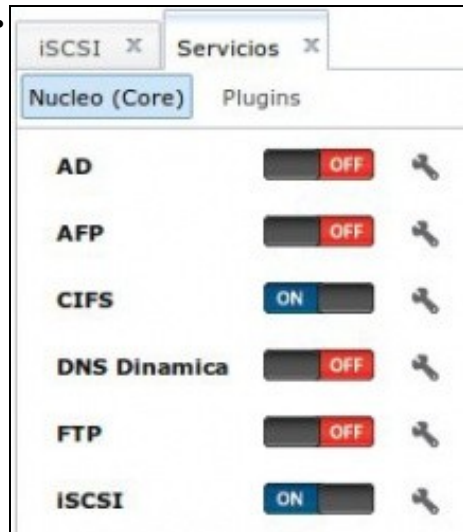 iSCSI x Servicios x
Nucleo (Core) Plugins
AD OFF
AFP OFF
CIFS ON
DNS Dinamica OFF
FTP OFF
iSCSI ON